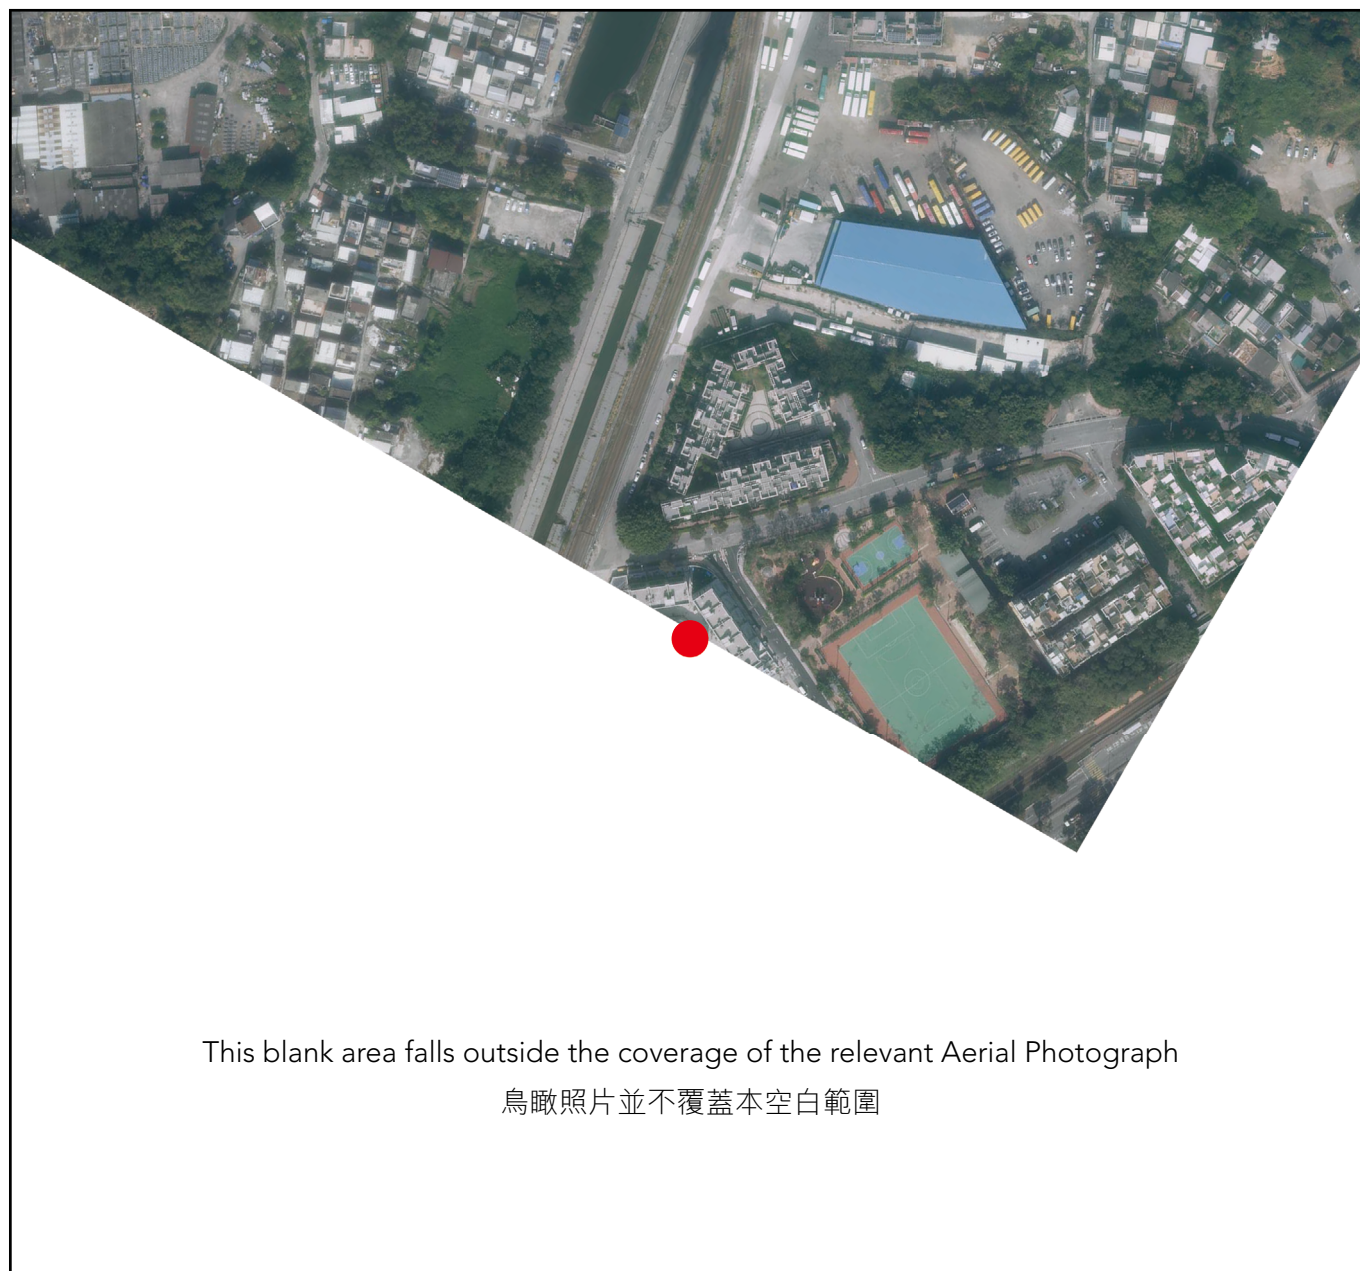 This blank area falls outside the coverage of the relevant Aerial Photograph
鳥瞰照片並不覆蓋本空白範圍